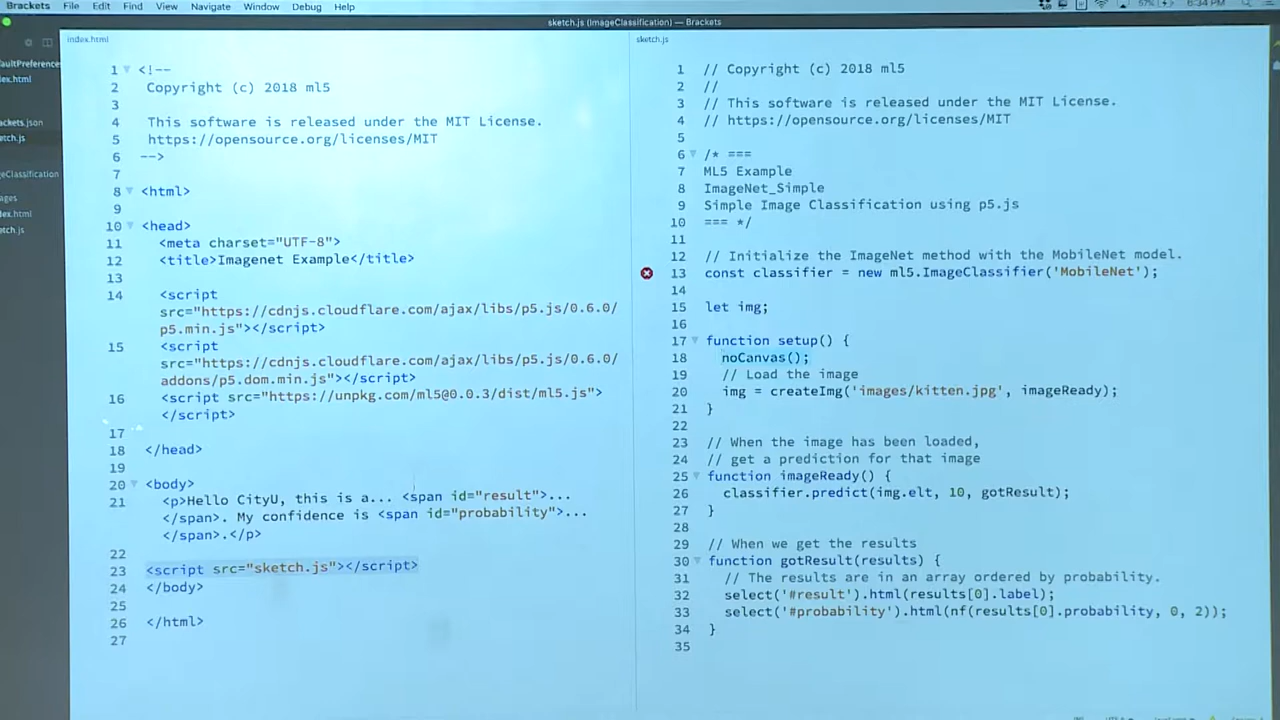 Brackets File Edit Find View Navigate Window Debug Help
sketch.js (ImageClassification) — Brackets
index.html
1 <!--
2 Copyright (c) 2018 ml5
3
4 This software is released under the MIT License.
5 https://opensource.org/licenses/MIT
6 -->
7
8 <html>
9
10 <head>
11 <meta charset="UTF-8">
12 <title>Imagenet Example</title>
13
14 <script
src="https://cdnjs.cloudflare.com/ajax/libs/p5.js/0.6.0/
p5.min.js"></script>
15 <script
src="https://cdnjs.cloudflare.com/ajax/libs/p5.js/0.6.0/
addons/p5.dom.min.js"></script>
16 <script src="https://unpkg.com/ml5@0.0.3/dist/ml5.js">
</script>
17
18 </head>
19
20 <body>
21 <p>Hello CityU, this is a... <span id="result">...
</span>. My confidence is <span id="probability">...
</span>.</p>
22
23 <script src="sketch.js"></script>
24 </body>
25
26 </html>
27
sketch.js
1 // Copyright (c) 2018 ml5
2 //
3 // This software is released under the MIT License.
4 // https://opensource.org/licenses/MIT
5
6 /* ===
7 ML5 Example
8 ImageNet_Simple
9 Simple Image Classification using p5.js
10 === */
11
12 // Initialize the ImageNet method with the MobileNet model.
13 const classifier = new ml5.ImageClassifier('MobileNet');
14
15 let img;
16
17 function setup() {
18 noCanvas();
19 // Load the image
20 img = createImg('images/kitten.jpg', imageReady);
21 }
22
23 // When the image has been loaded,
24 // get a prediction for that image
25 function imageReady() {
26 classifier.predict(img.elt, 10, gotResult);
27 }
28
29 // When we get the results
30 function gotResult(results) {
31 // The results are in an array ordered by probability.
32 select('#result').html(results[0].label);
33 select('#probability').html(nf(results[0].probability, 0, 2));
34 }
35